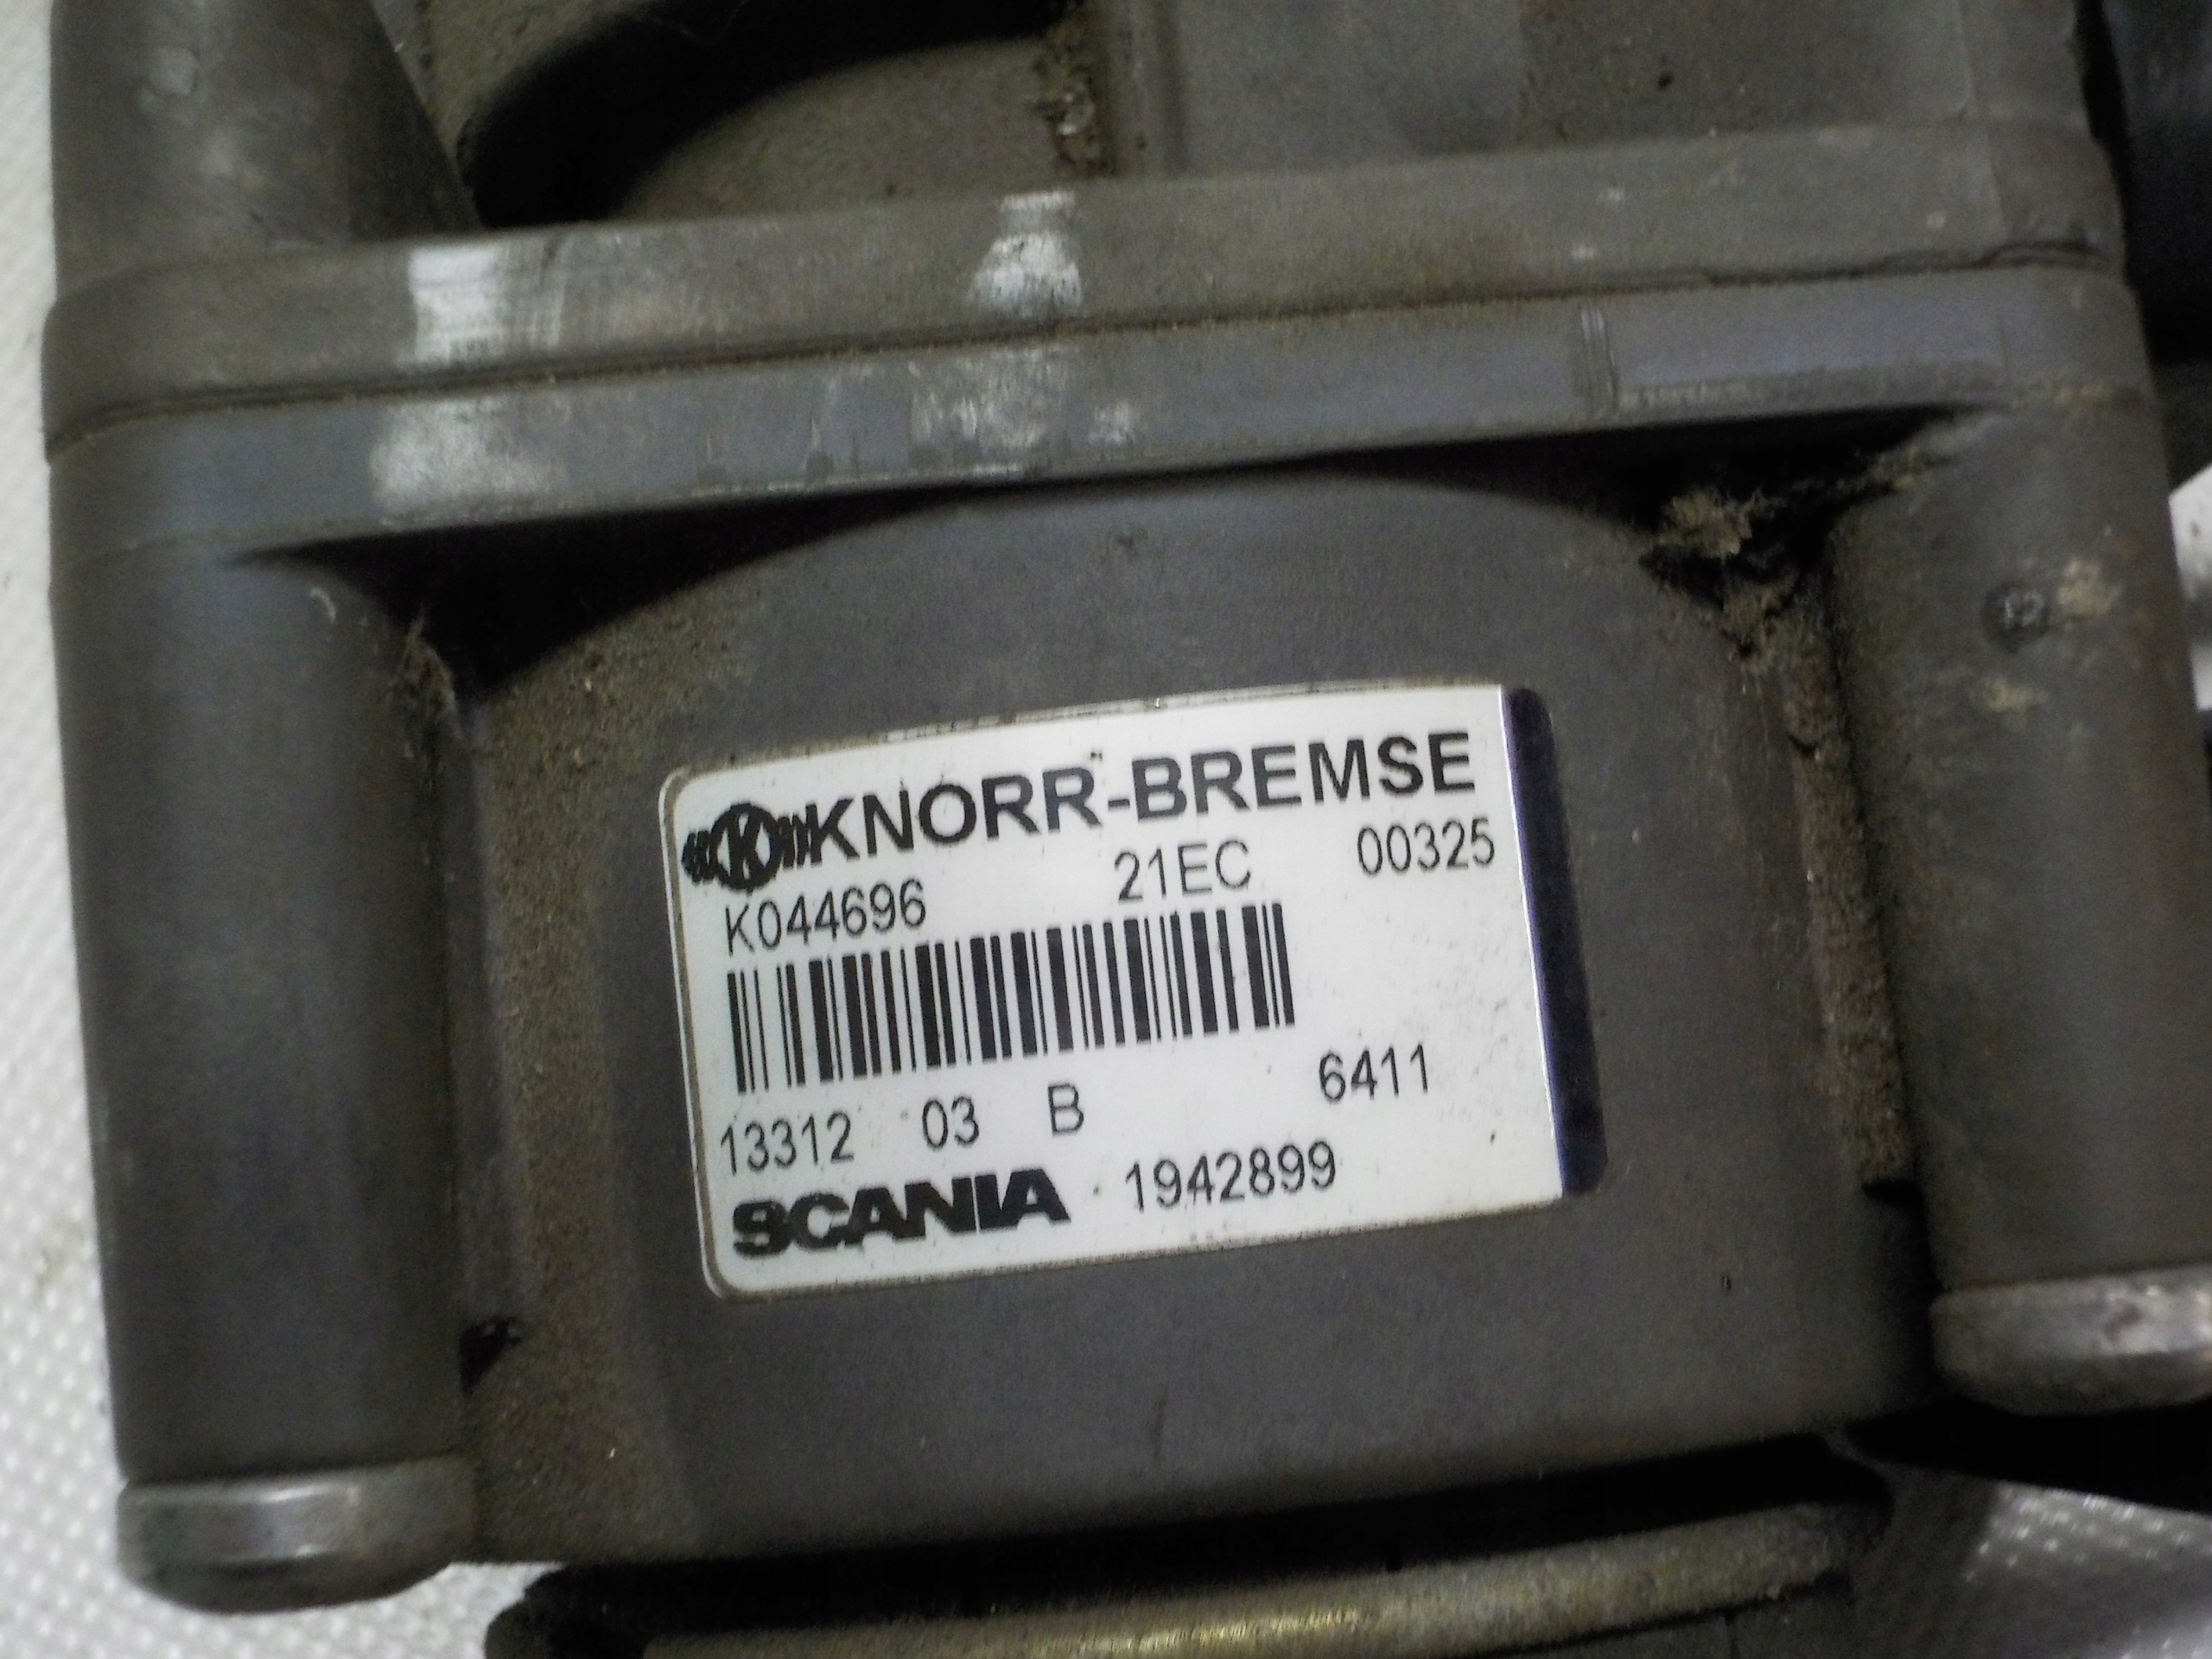 KNORR-BREMSE
K044696 21EC 00325
13312 03 B 6411
SCANIA 1942899